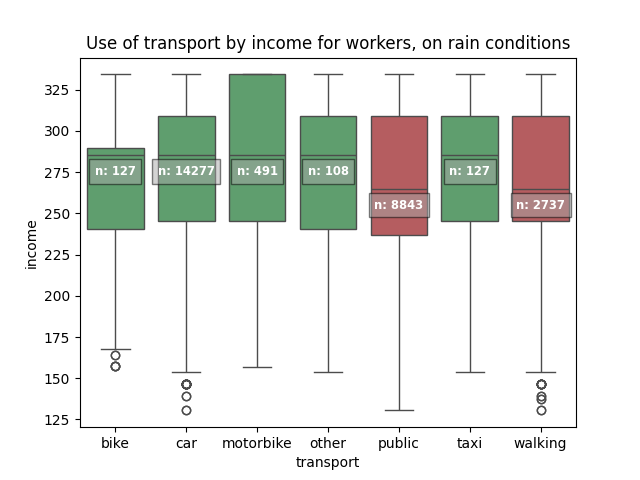 Use of transport by income for workers, on rain conditions
income
325
300
275
250
225
200
175
150
125
n: 127
n: 14277
n: 491
n: 108
n: 8843
n: 127
n: 2737
bike
car
motorbike
other
public
taxi
walking
transport